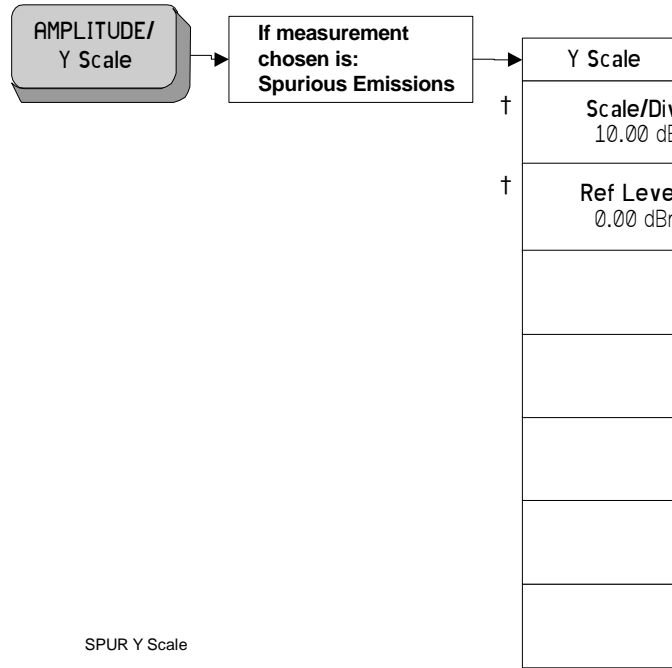 AMPLITUDE/
Y Scale
If measurement
chosen is:
Spurious Emissions
Y Scale
†
Scale/Div
10.00 dB
†
Ref Leve
0.00 dBm
SPUR Y Scale